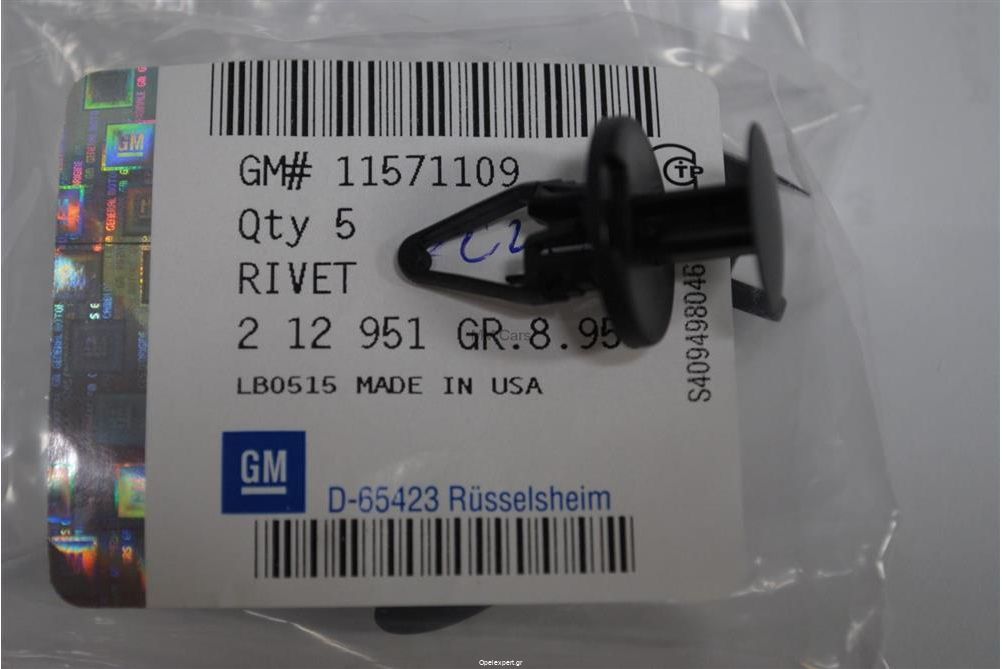 GM# 11571109
Qty 5
RIVET
2 12 951 GR.8.95
LB0515 MADE IN USA
S409498046
GM
D-65423 Rüsselsheim
GM
Opelexpert.gr